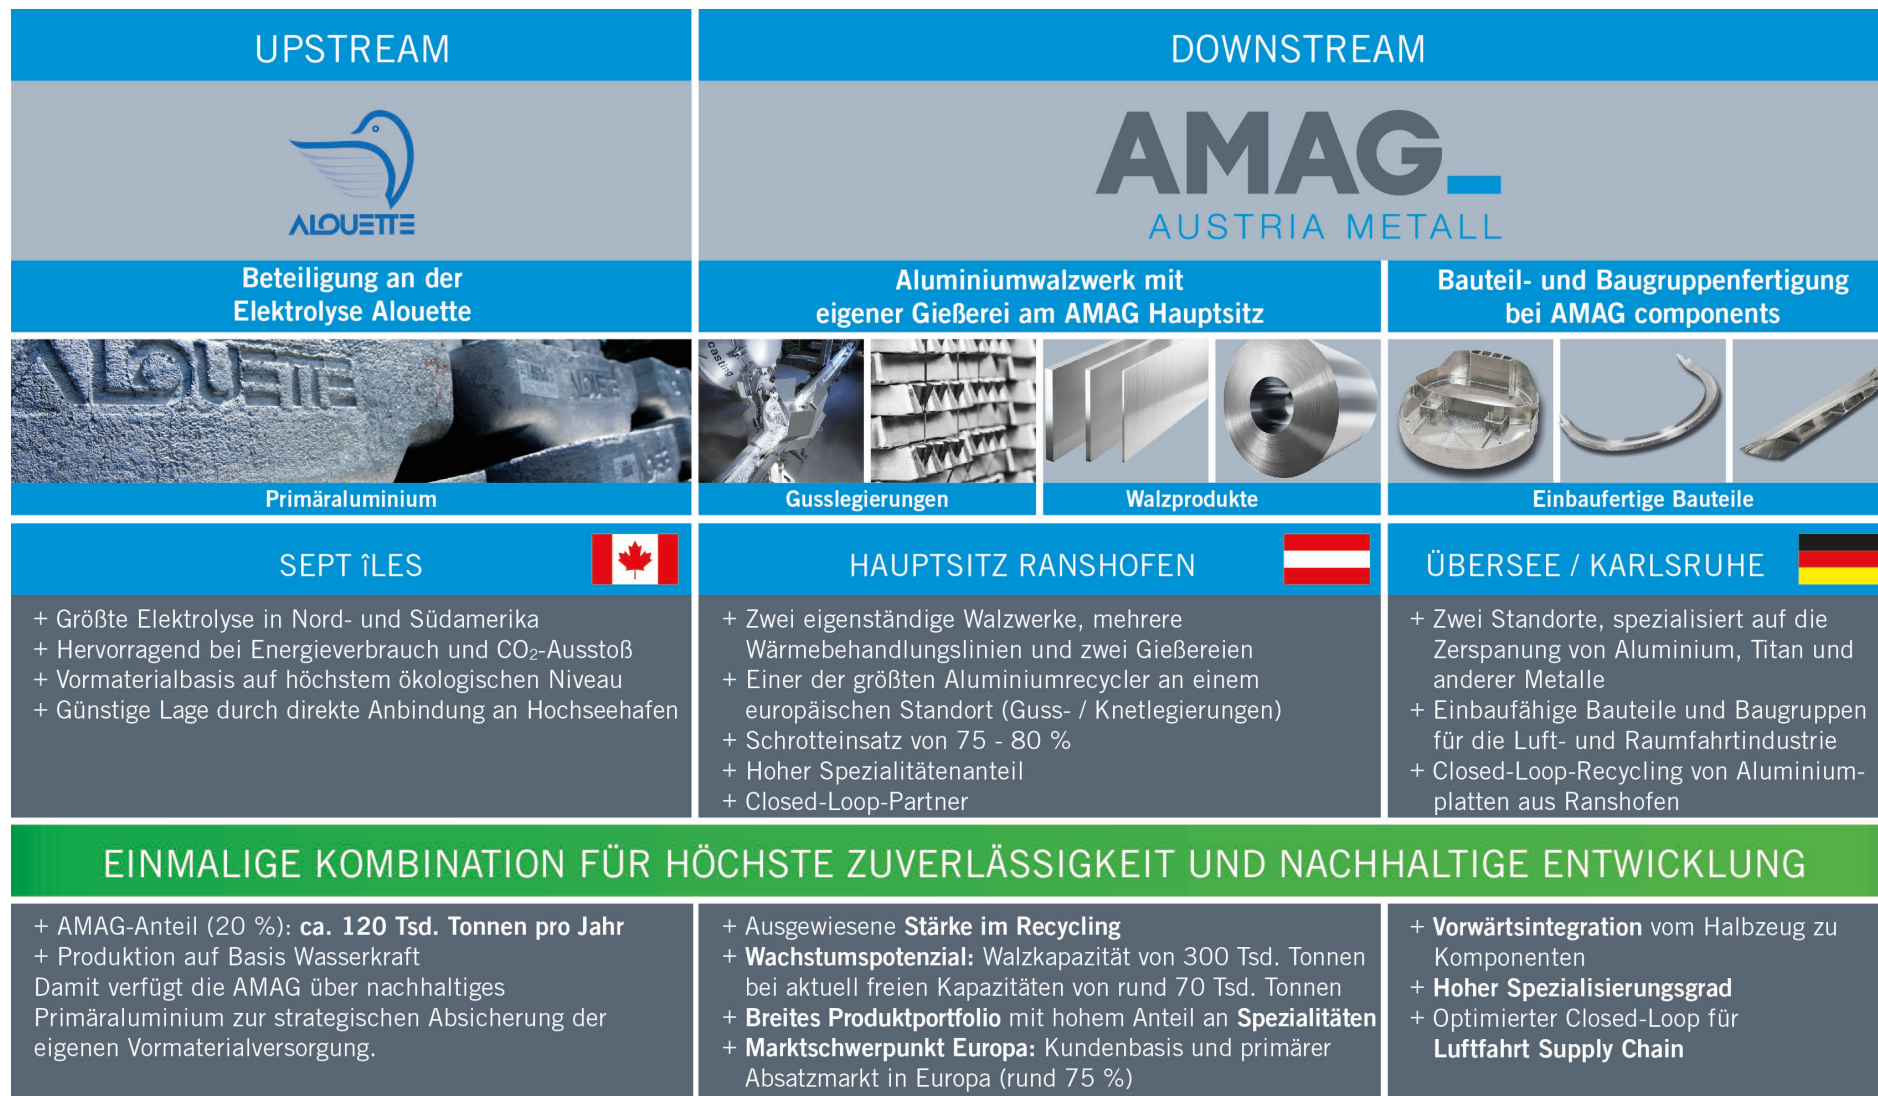 UPSTREAM
DOWNSTREAM
ALOUETTE
AMAG
AUSTRIA METALL
Beteiligung an der
Elektrolyse Alouette
Aluminiumwalzwerk mit
eigener Gießerei am AMAG Hauptsitz
Bauteil- und Baugruppenfertigung
bei AMAG components
ALOUETTE
ALOUETTE
casting
Primäraluminium
Gusslegierungen
Walzprodukte
Einbaufertige Bauteile
SEPT îLES
HAUPTSITZ RANSHOFEN
ÜBERSEE / KARLSRUHE
+ Größte Elektrolyse in Nord- und Südamerika
+ Hervorragend bei Energieverbrauch und CO₂-Ausstoß
+ Vormaterialbasis auf höchstem ökologischen Niveau
+ Günstige Lage durch direkte Anbindung an Hochseehafen
+ Zwei eigenständige Walzwerke, mehrere
Wärmebehandlungslinien und zwei Gießereien
+ Einer der größten Aluminiumrecycler an einem
europäischen Standort (Guss- / Knetlegierungen)
+ Schrotteinsatz von 75 - 80 %
+ Hoher Spezialitätenanteil
+ Closed-Loop-Partner
+ Zwei Standorte, spezialisiert auf die
Zerspanung von Aluminium, Titan und
anderer Metalle
+ Einbaufähige Bauteile und Baugruppen
für die Luft- und Raumfahrtindustrie
+ Closed-Loop-Recycling von Aluminium-
platten aus Ranshofen
EINMALIGE KOMBINATION FÜR HÖCHSTE ZUVERLÄSSIGKEIT UND NACHHALTIGE ENTWICKLUNG
+ AMAG-Anteil (20 %): ca. 120 Tsd. Tonnen pro Jahr
+ Produktion auf Basis Wasserkraft
Damit verfügt die AMAG über nachhaltiges
Primäraluminium zur strategischen Absicherung der
eigenen Vormaterialversorgung.
+ Ausgewiesene Stärke im Recycling
+ Wachstumspotenzial: Walzkapazität von 300 Tsd. Tonnen
bei aktuell freien Kapazitäten von rund 70 Tsd. Tonnen
+ Breites Produktportfolio mit hohem Anteil an Spezialitäten
+ Marktschwerpunkt Europa: Kundenbasis und primärer
Absatzmarkt in Europa (rund 75 %)
+ Vorwärtsintegration vom Halbzeug zu
Komponenten
+ Hoher Spezialisierungsgrad
+ Optimierter Closed-Loop für
Luftfahrt Supply Chain